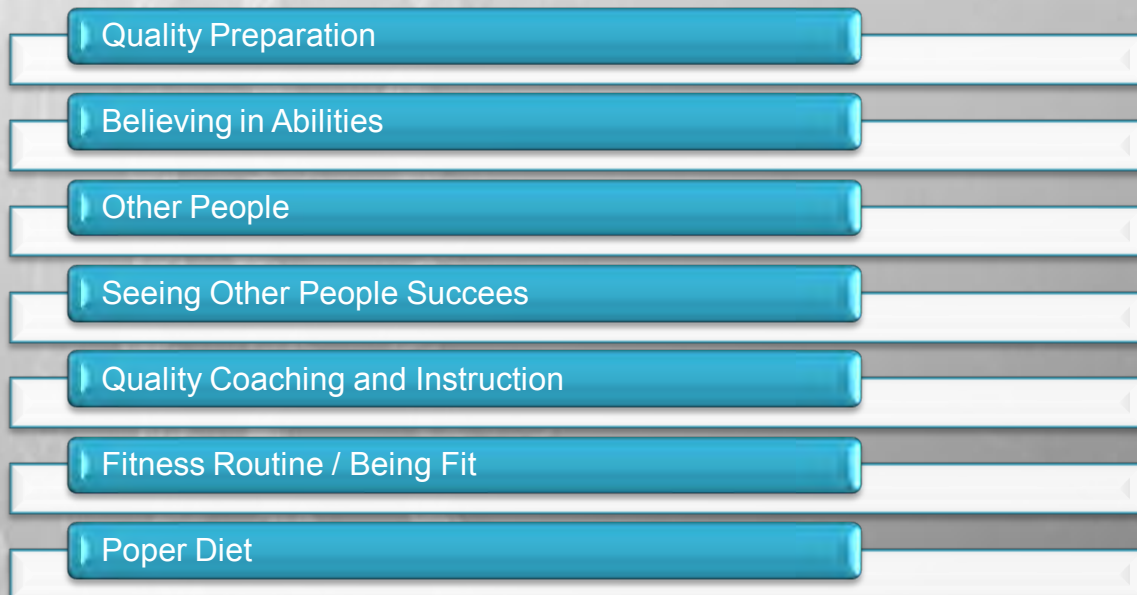 Quality Preparation
Believing in Abilities
Other People
Seeing Other People Succees
Quality Coaching and Instruction
Fitness Routine / Being Fit
Poper Diet